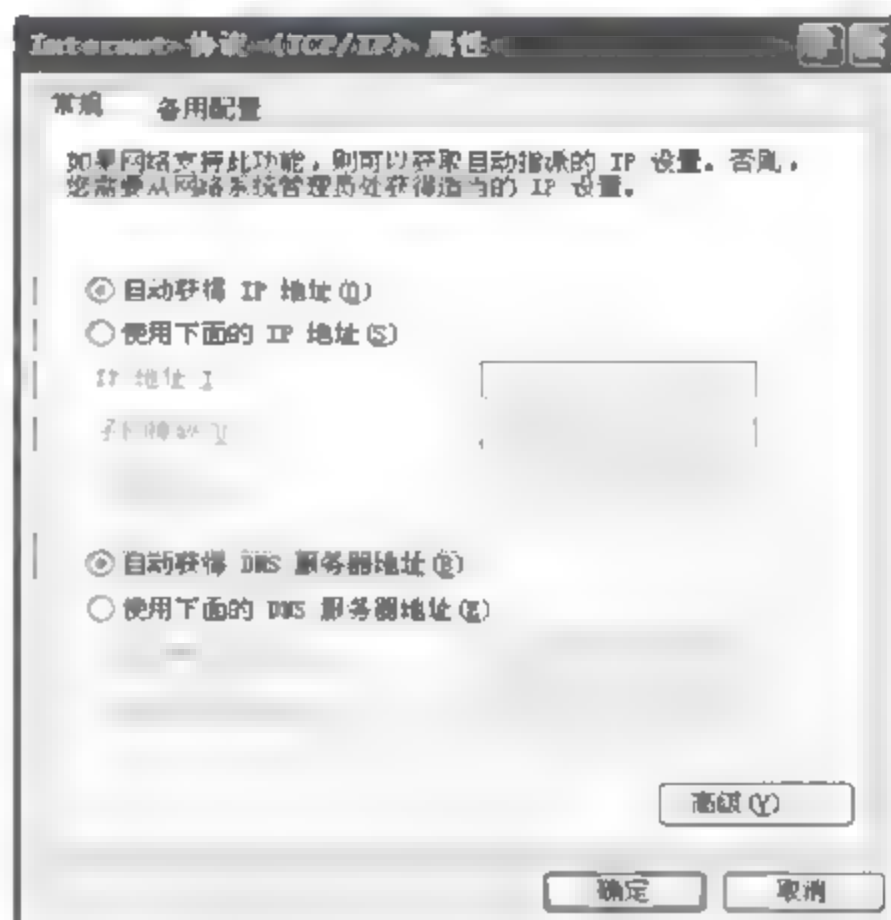 Internet 协议 (TCP/IP) 属性
常规 备用配置
如果网络支持此功能，则可以获取自动指派的 IP 设置。否则，
您需要从网络系统管理员处获得适当的 IP 设置。
自动获得 IP 地址(O)
使用下面的 IP 地址(S)
IP 地址 I
自动获得 DNS 服务器地址(B)
使用下面的 DNS 服务器地址(E)
高级(V)
确定 取消